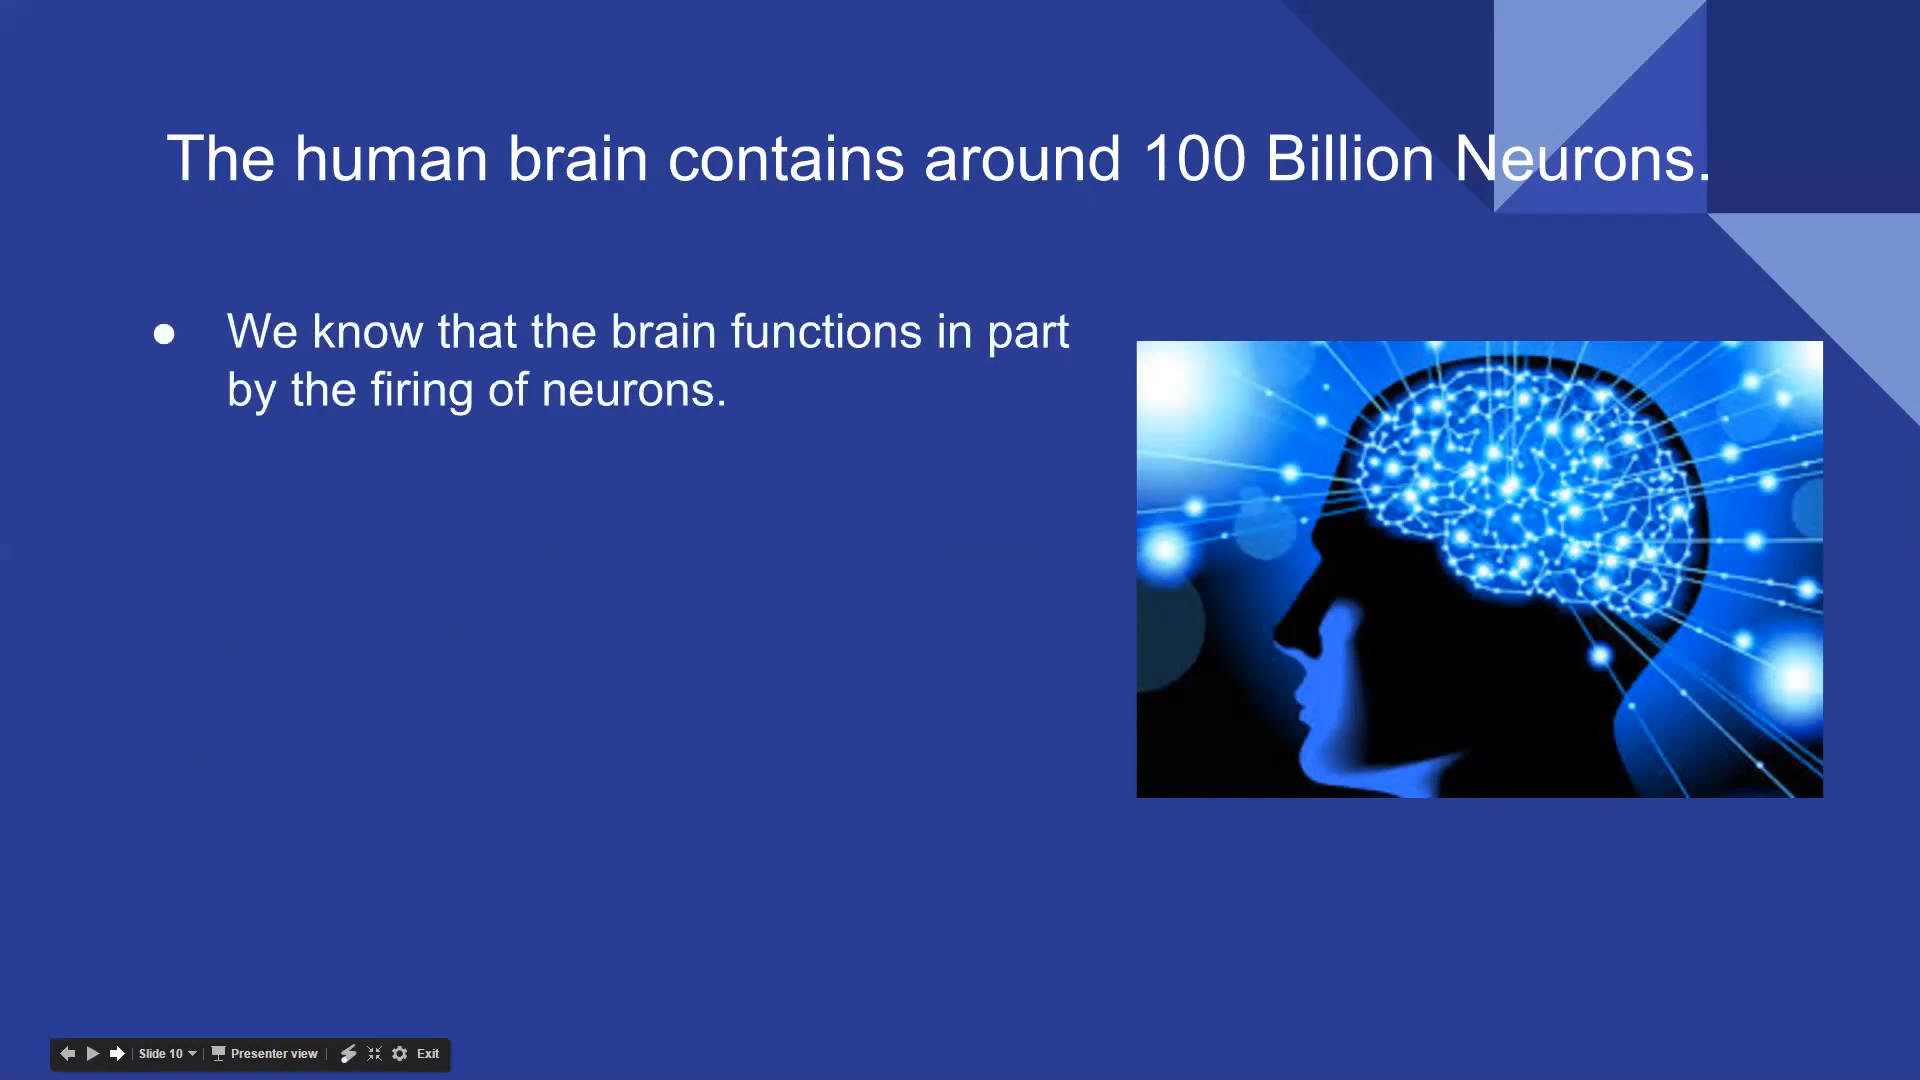 The human brain contains around 100 Billion Neurons.
● We know that the brain functions in part
by the firing of neurons.
Slide 10 Presenter view Exit